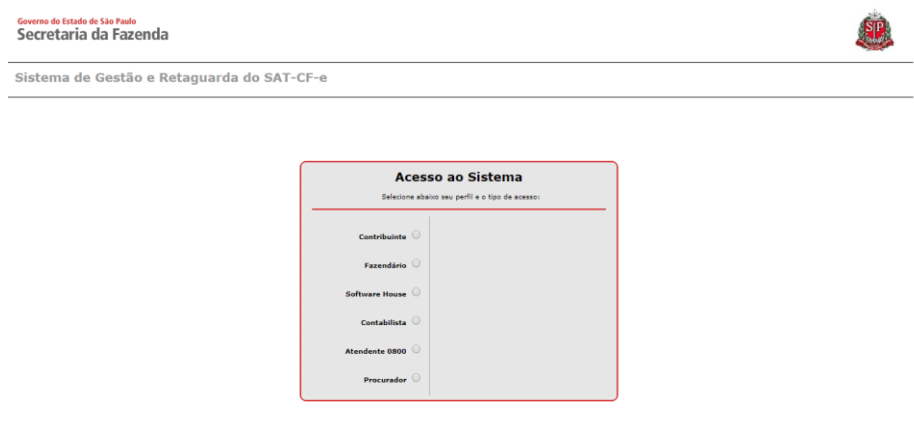 Governo do Estado de São Paulo
Secretaria da Fazenda
SP
Sistema de Gestão e Retaguarda do SAT-CF-e
Acesso ao Sistema
Selecione abaixo seu perfil e o tipo de acesso:
Contribuinte
Fazendário
Software House
Contabilista
Atendente 0800
Procurador